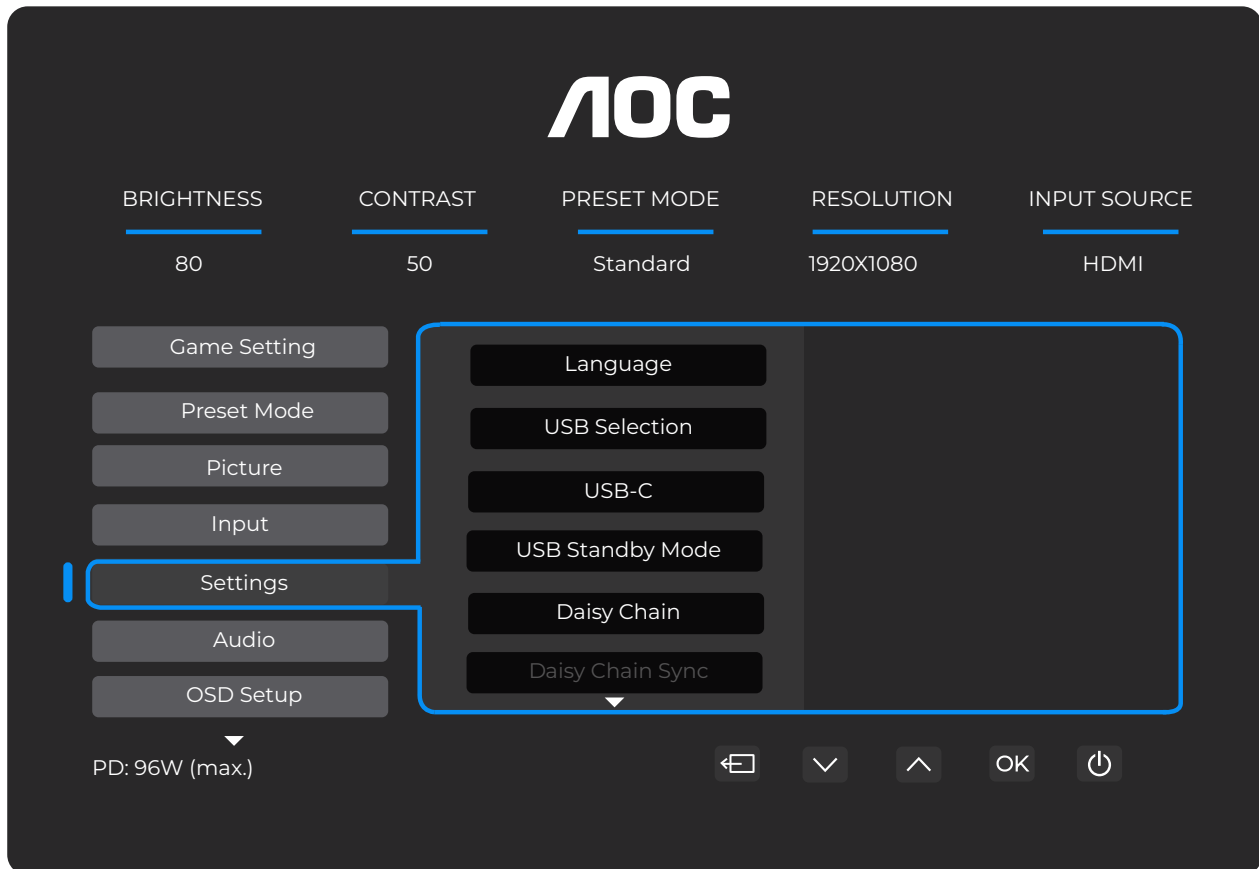 AOC
BRIGHTNESS CONTRAST PRESET MODE RESOLUTION INPUT SOURCE
80 50 Standard 1920X1080 HDMI
Game Setting
Preset Mode
Picture
Input
Settings
Audio
OSD Setup
Language
USB Selection
USB-C
USB Standby Mode
Daisy Chain
Daisy Chain Sync
PD: 96W (max.)
OK